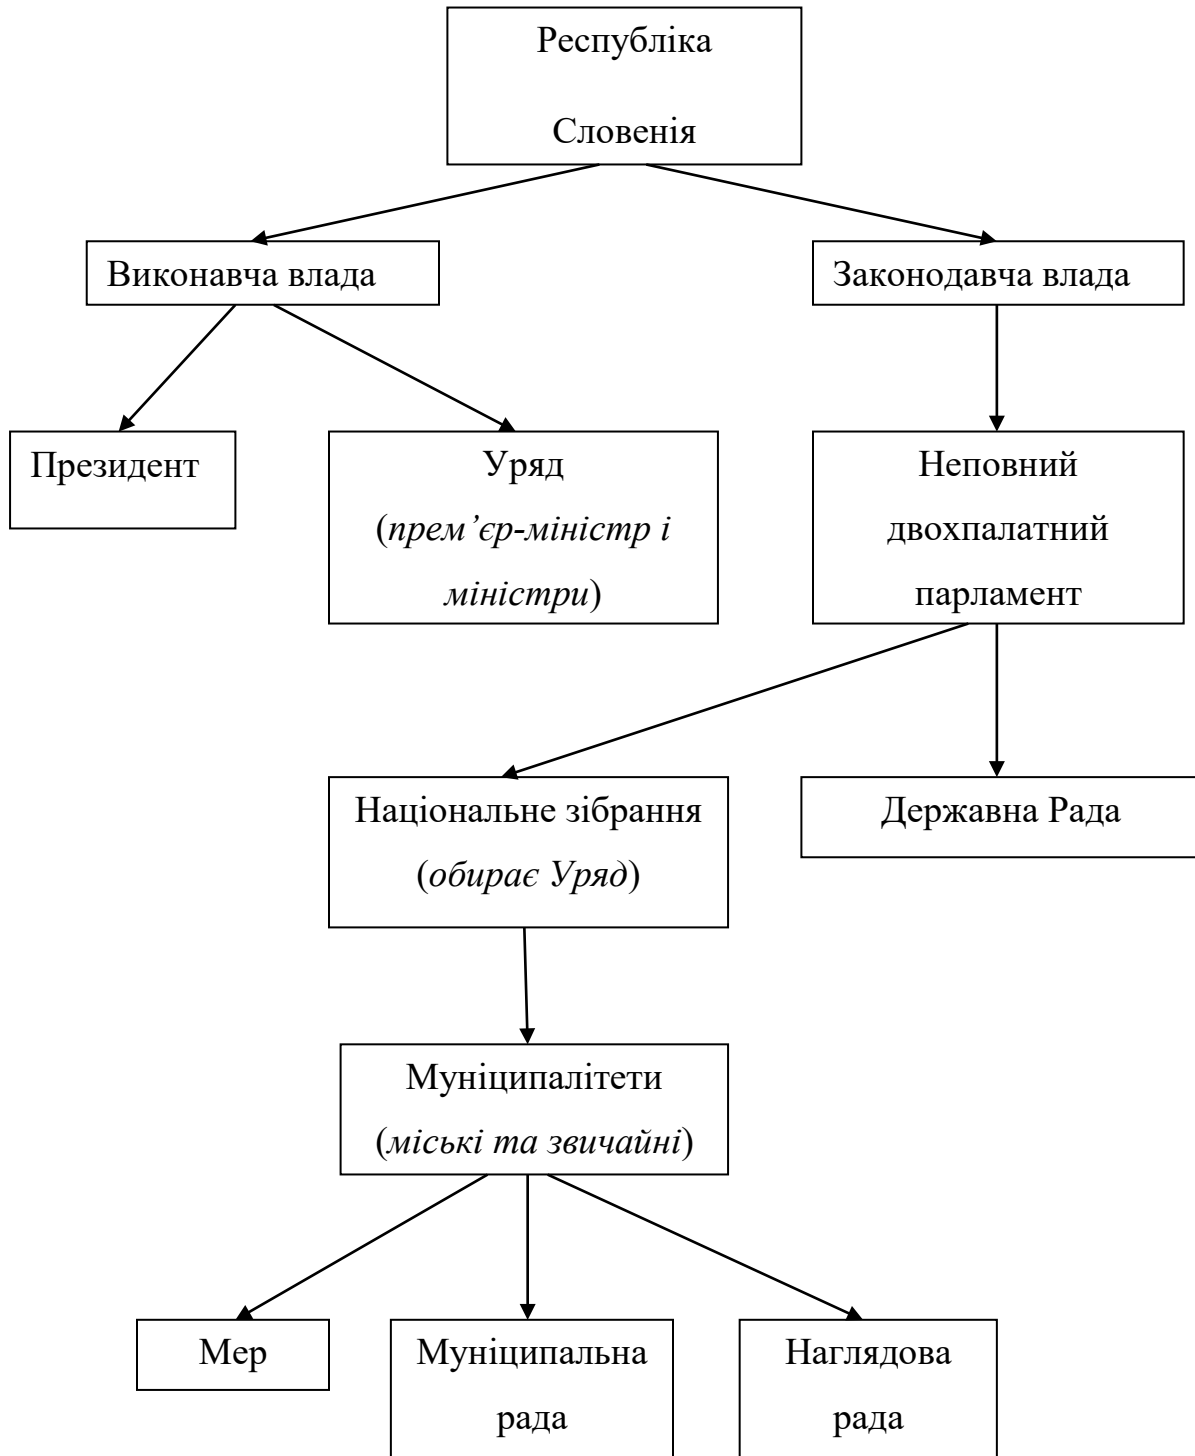 Республіка
Словенія
Виконавча влада
Законодавча влада
Президент
Уряд
(прем’єр-міністр і
міністри)
Неповний
двохпалатний
парламент
Національне зібрання
(обирає Уряд)
Державна Рада
Муніципалітети
(міські та звичайні)
Мер
Муніципальна
рада
Наглядова
рада